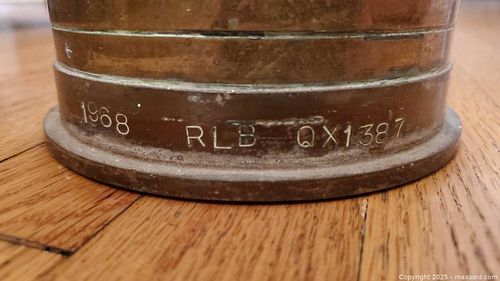 1968 RLB QX1387
Copyright 2025 - maxsold.com